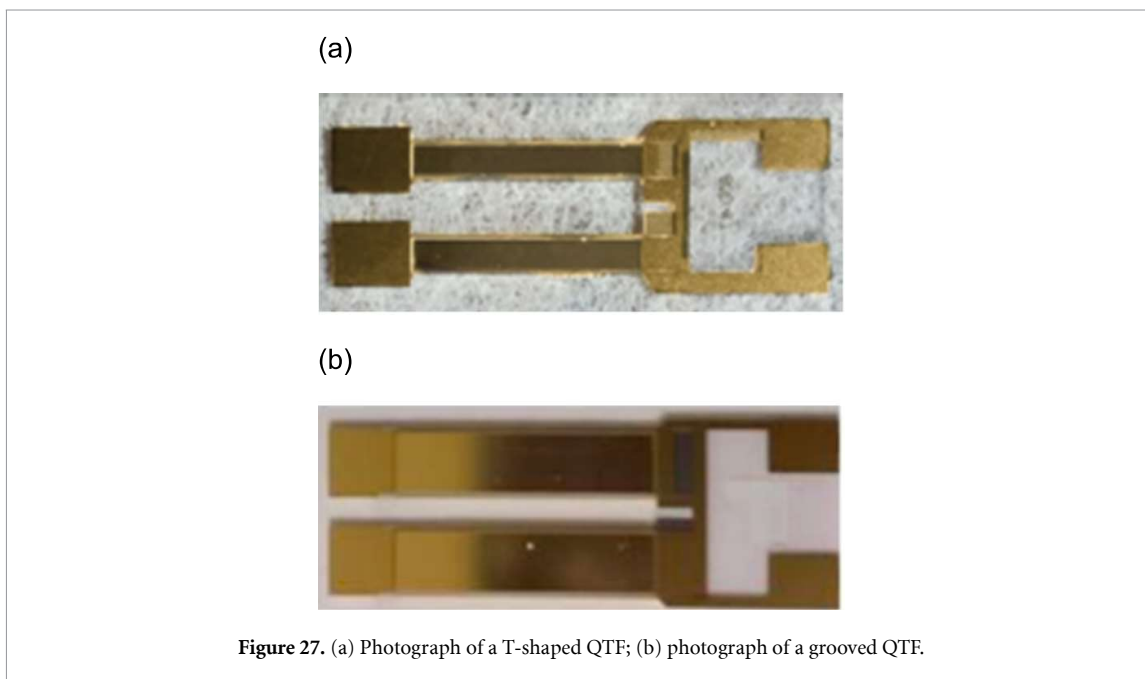 (a)
(b)
Figure 27. (a) Photograph of a T-shaped QTF; (b) photograph of a grooved QTF.